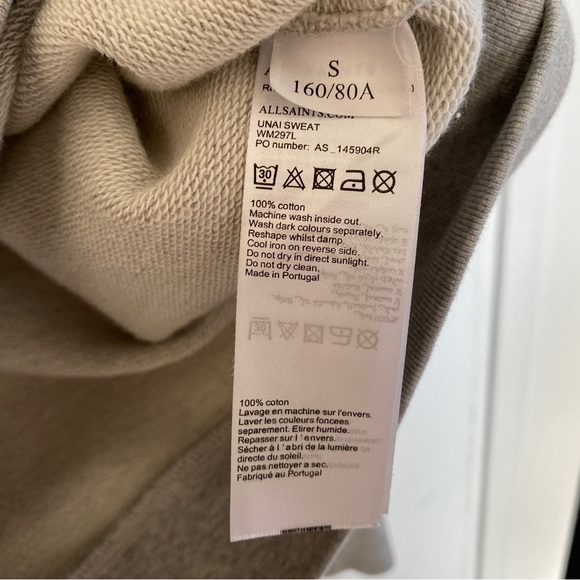 S
160/80A
ALLSAINTS.COM
UNAI SWEAT
WM297L
PO number: AS_145904R
30
100% cotton
Machine wash inside out.
Wash dark colours separately.
Reshape whilst damp.
Cool iron on reverse side.
Do not dry in direct sunlight.
Do not dry clean.
Made in Portugal
100% coton
Lavage en machine sur l'envers.
Laver les couleurs foncees
separement. Etirer humide.
Repasser sur l'envers.
Sécher à l'abri de la lumière
directe du soleil.
Ne pas nettoyer a sec.
Fabriqué au Portugal